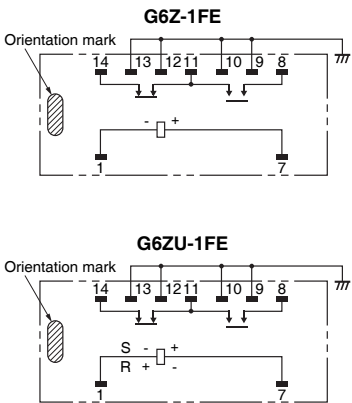 G6Z-1FE
Orientation mark
14 13 12 11 10 9 8
- +
1 7
G6ZU-1FE
Orientation mark
14 13 12 11 10 9 8
S - +
R + -
1 7